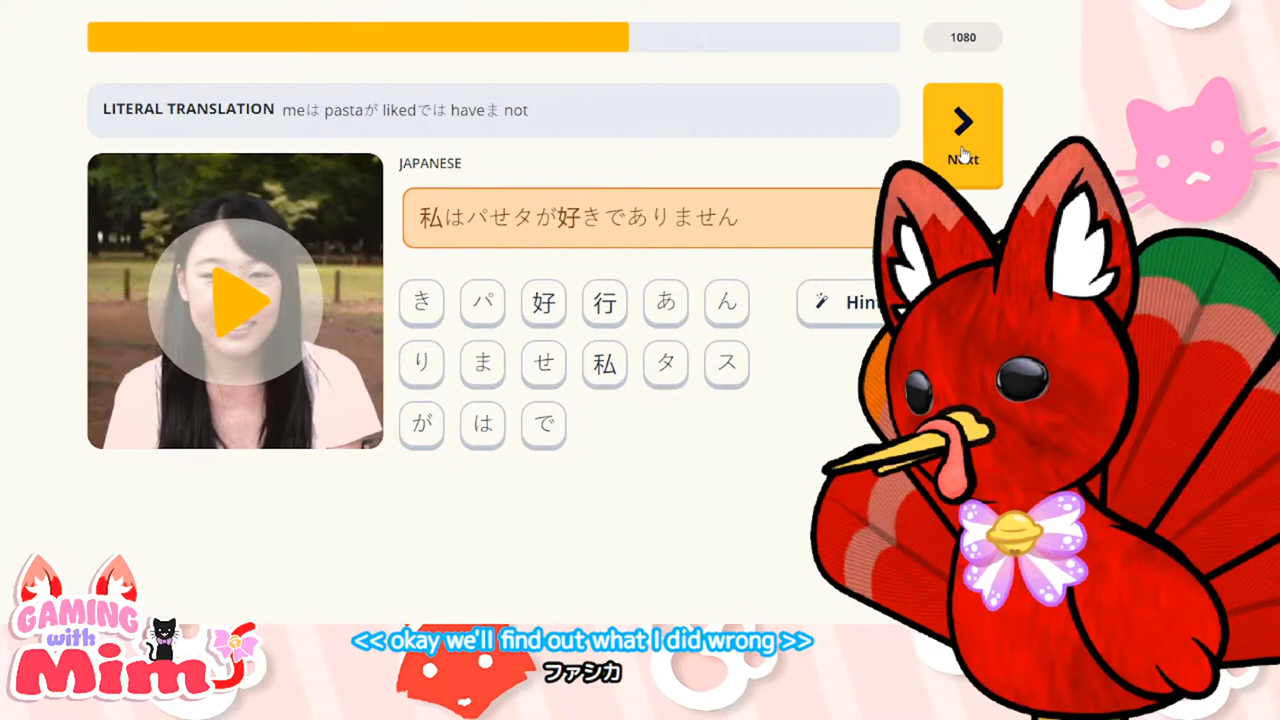 1080
LITERAL TRANSLATION meは pastaが likedでは haveま not
Next
JAPANESE
私はパせタが好きでありません
き パ 好 行 あ ん
Hint
り ま せ 私 タ ス
が は で
GAMING
with
Mim
<< okay we'll find out what I did wrong >>
ファシカ